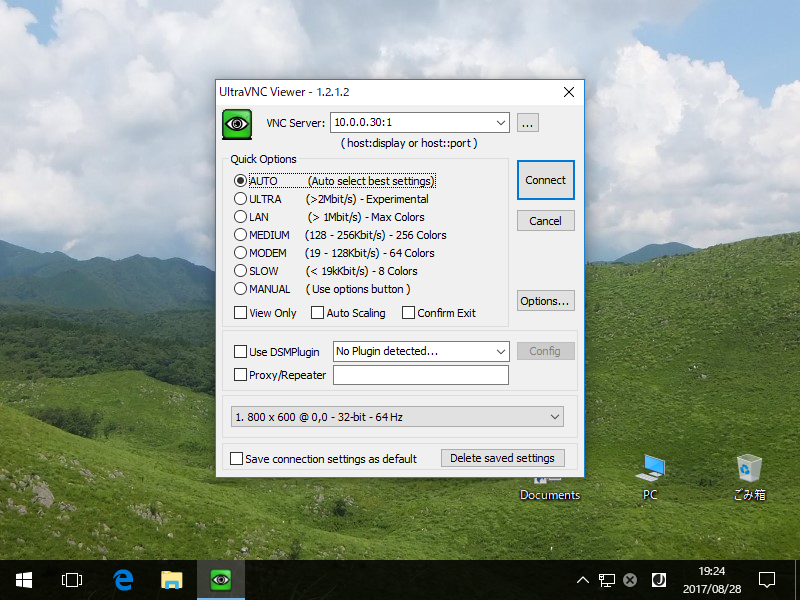 UltraVNC Viewer - 1.2.1.2
VNC Server: 10.0.0.30:1 ...
( host:display or host::port )
Quick Options
AUTO (Auto select best settings)
ULTRA (>2Mbit/s) - Experimental
LAN (> 1Mbit/s) - Max Colors
MEDIUM (128 - 256Kbit/s) - 256 Colors
MODEM (19 - 128Kbit/s) - 64 Colors
SLOW (< 19kKbit/s) - 8 Colors
MANUAL ( Use options button )
View Only Auto Scaling Confirm Exit
Connect
Cancel
Options...
Use DSMPlugin No Plugin detected... Config
Proxy/Repeater
1. 800 x 600 @ 0,0 - 32-bit - 64 Hz
Save connection settings as default Delete saved settings
Documents PC ごみ箱
19:24
2017/08/28